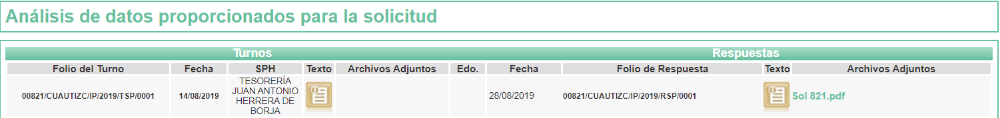 Análisis de datos proporcionados para la solicitud
Turnos Respuestas
Folio del Turno Fecha SPH Texto Archivos Adjuntos Edo. Fecha Folio de Respuesta Texto Archivos Adjuntos
00821/CUAUTIZC/IP/2019/TSP/0001 14/08/2019 TESORERÍA
JUAN ANTONIO
HERRERA DE
BORJA
28/08/2019 00821/CUAUTIZC/IP/2019/RSP/0001 Sol 821.pdf